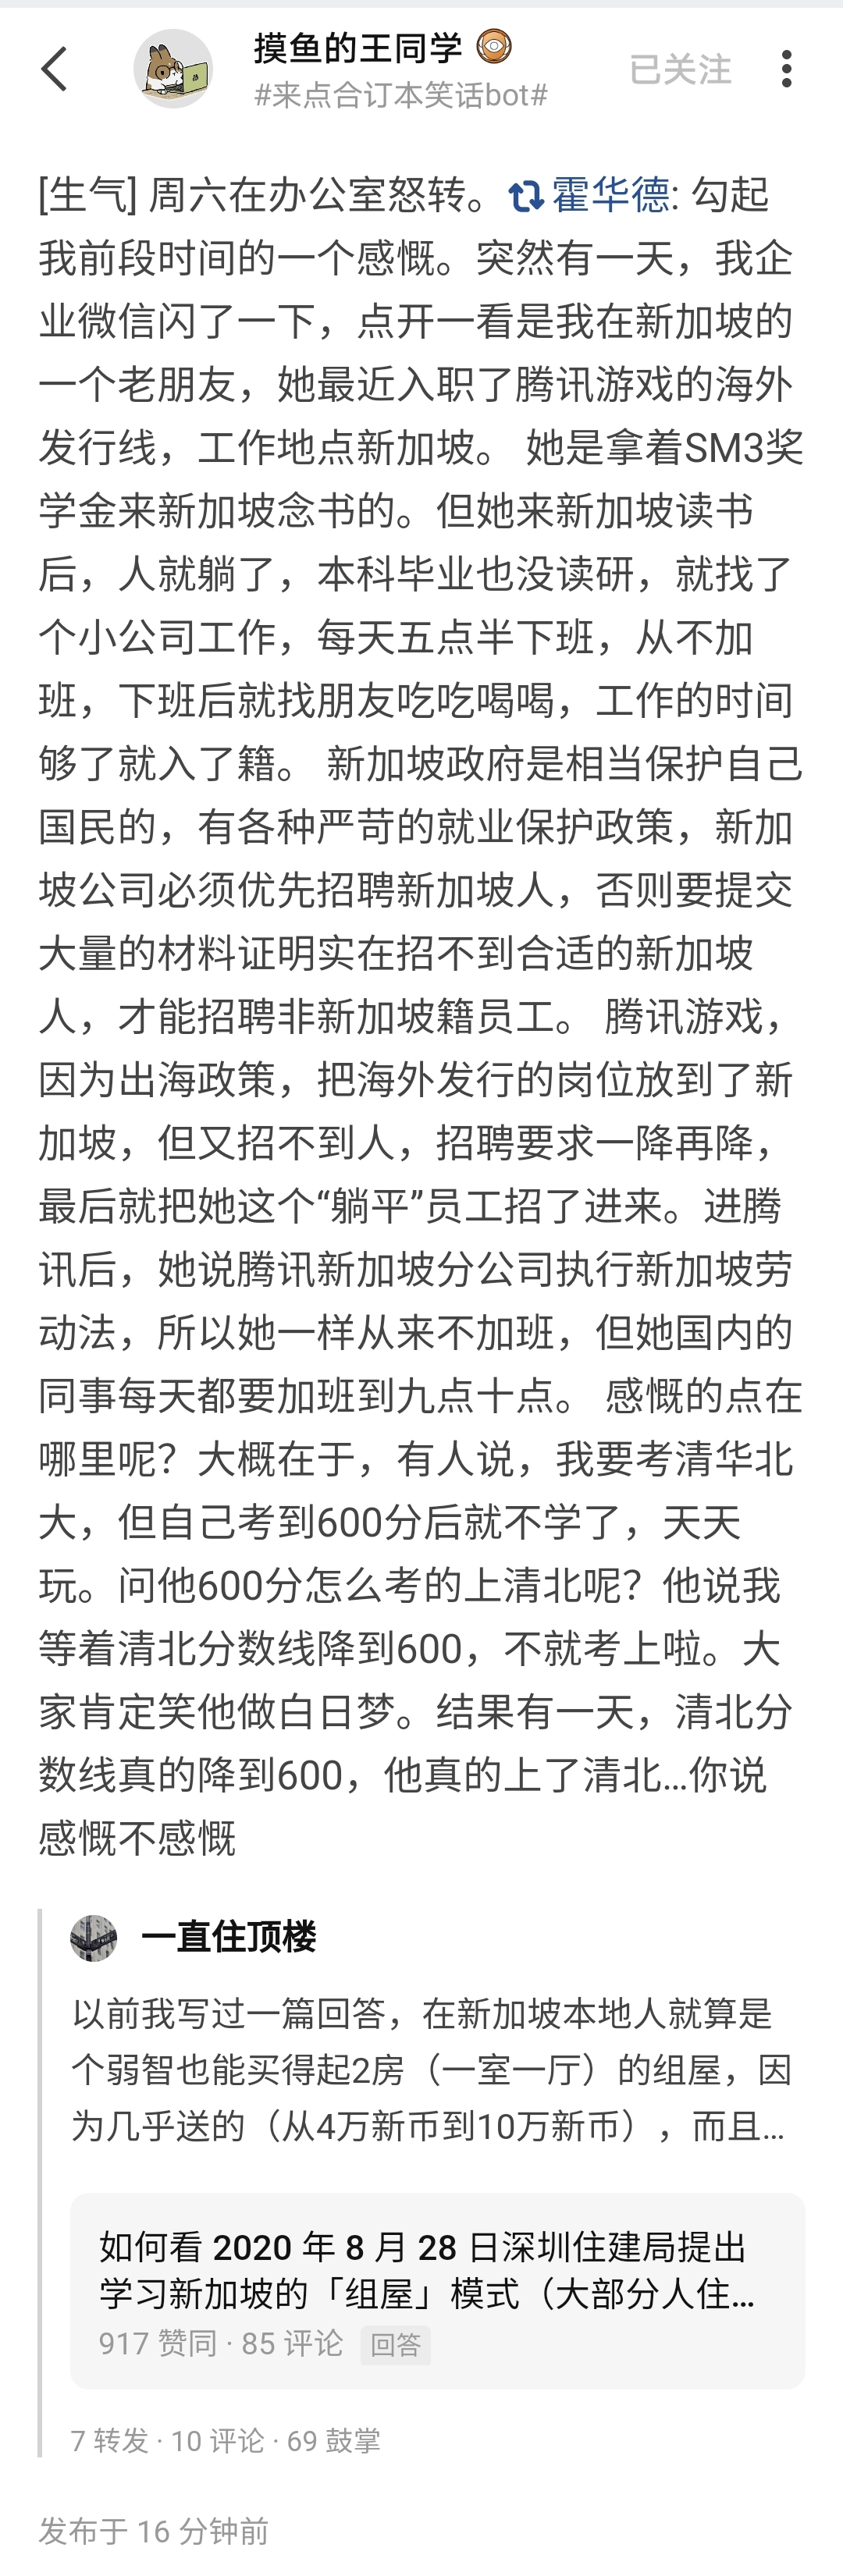 摸鱼的王同学
已关注
#来点合订本笑话bot#
[生气] 周六在办公室怒转。霍华德: 勾起
我前段时间的一个感慨。突然有一天，我企
业微信闪了一下，点开一看是我在新加坡的
一个老朋友，她最近入职了腾讯游戏的海外
发行线，工作地点新加坡。 她是拿着SM3奖
学金来新加坡念书的。但她来新加坡读书
后，人就躺了，本科毕业也没读研，就找了
个小公司工作，每天五点半下班，从不加
班，下班后就找朋友吃吃喝喝，工作的时间
够了就入了籍。 新加坡政府是相当保护自己
国民的，有各种严苛的就业保护政策，新加
坡公司必须优先招聘新加坡人，否则要提交
大量的材料证明实在招不到合适的新加坡
人，才能招聘非新加坡籍员工。 腾讯游戏，
因为出海政策，把海外发行的岗位放到了新
加坡，但又招不到人，招聘要求一降再降，
最后就把她这个“躺平”员工招了进来。进腾
讯后，她说腾讯新加坡分公司执行新加坡劳
动法，所以她一样从来不加班，但她国内的
同事每天都要加班到九点十点。 感慨的点在
哪里呢？大概在于，有人说，我要考清华北
大，但自己考到600分后就不学了，天天
玩。问他600分怎么考的上清北呢？他说我
等着清北分数线降到600，不就考上啦。大
家肯定笑他做白日梦。结果有一天，清北分
数线真的降到600，他真的上了清北...你说
感慨不感慨
一直住顶楼
以前我写过一篇回答，在新加坡本地人就算是
个弱智也能买得起2房（一室一厅）的组屋，因
为几乎送的（从4万新币到10万新币），而且...
如何看 2020 年 8 月 28 日深圳住建局提出
学习新加坡的「组屋」模式（大部分人住...
917 赞同 · 85 评论 回答
7 转发 · 10 评论 · 69 鼓掌
发布于 16 分钟前